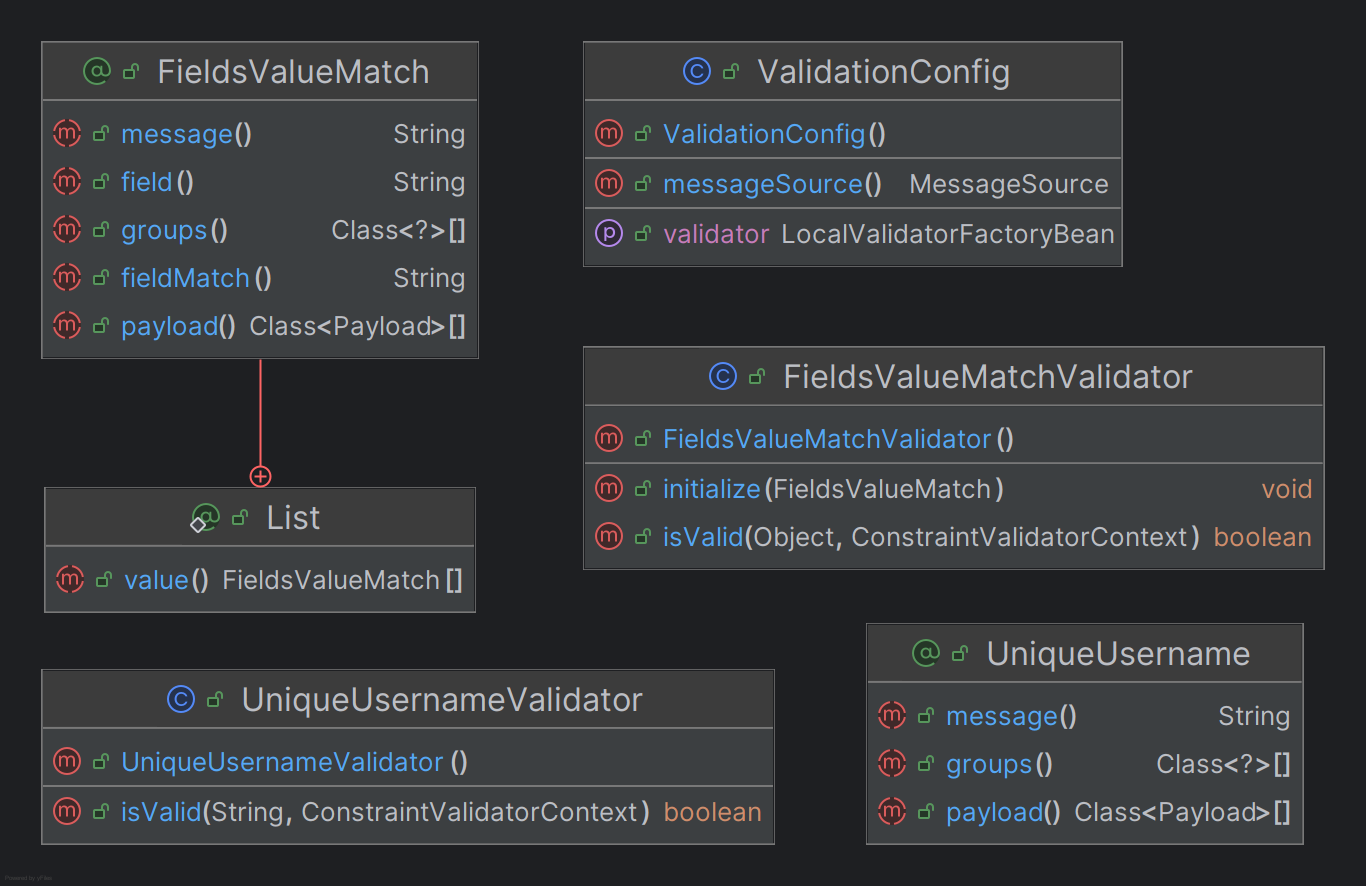 FieldsValueMatch
message() String
field() String
groups() Class<?>[]
fieldMatch() String
payload() Class<Payload>[]
ValidationConfig
ValidationConfig()
messageSource() MessageSource
validator LocalValidatorFactoryBean
FieldsValueMatchValidator
FieldsValueMatchValidator()
initialize(FieldsValueMatch) void
isValid(Object, ConstraintValidatorContext) boolean
List
value() FieldsValueMatch[]
UniqueUsernameValidator
UniqueUsernameValidator()
isValid(String, ConstraintValidatorContext) boolean
UniqueUsername
message() String
groups() Class<?>[]
payload() Class<Payload>[]
Powered by yFiles